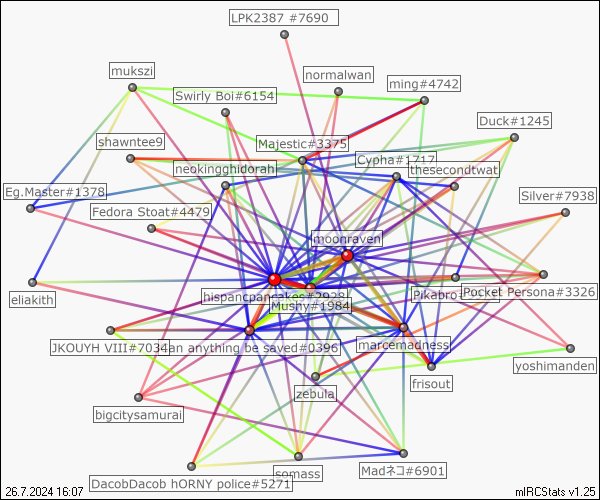 LPK2387 #7690
mukszi
normalwan
ming#4742
Swirly Boi#6154
Duck#1245
shawntee9
Majestic#3375
Cypha#1717
neokingghidorah
thesecondtwat
Eg.Master#1378
Silver#7938
Fedora Stoat#4479
moonraven
hispancpancakes#2928
Pocket Persona#3326
eliakith
Mushy#1984
JKOUYH VIII#7034
an anything be saved#0396
marcemadness
yoshimanden
frisout
zebula
bigcitysamurai
somass
Madネコ#6901
DacobDacob hORNY police#5271
26.7.2024 16:07
mIRCStats v1.25